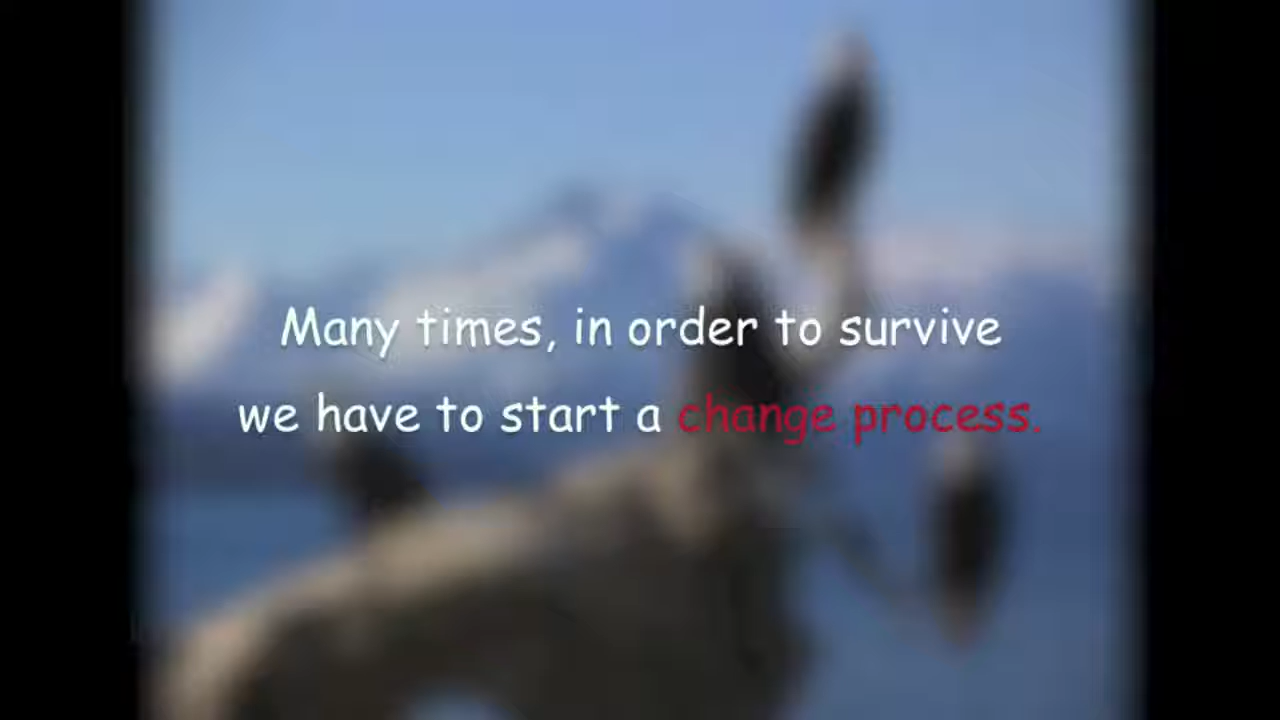 Many times, in order to survive
we have to start a change process.